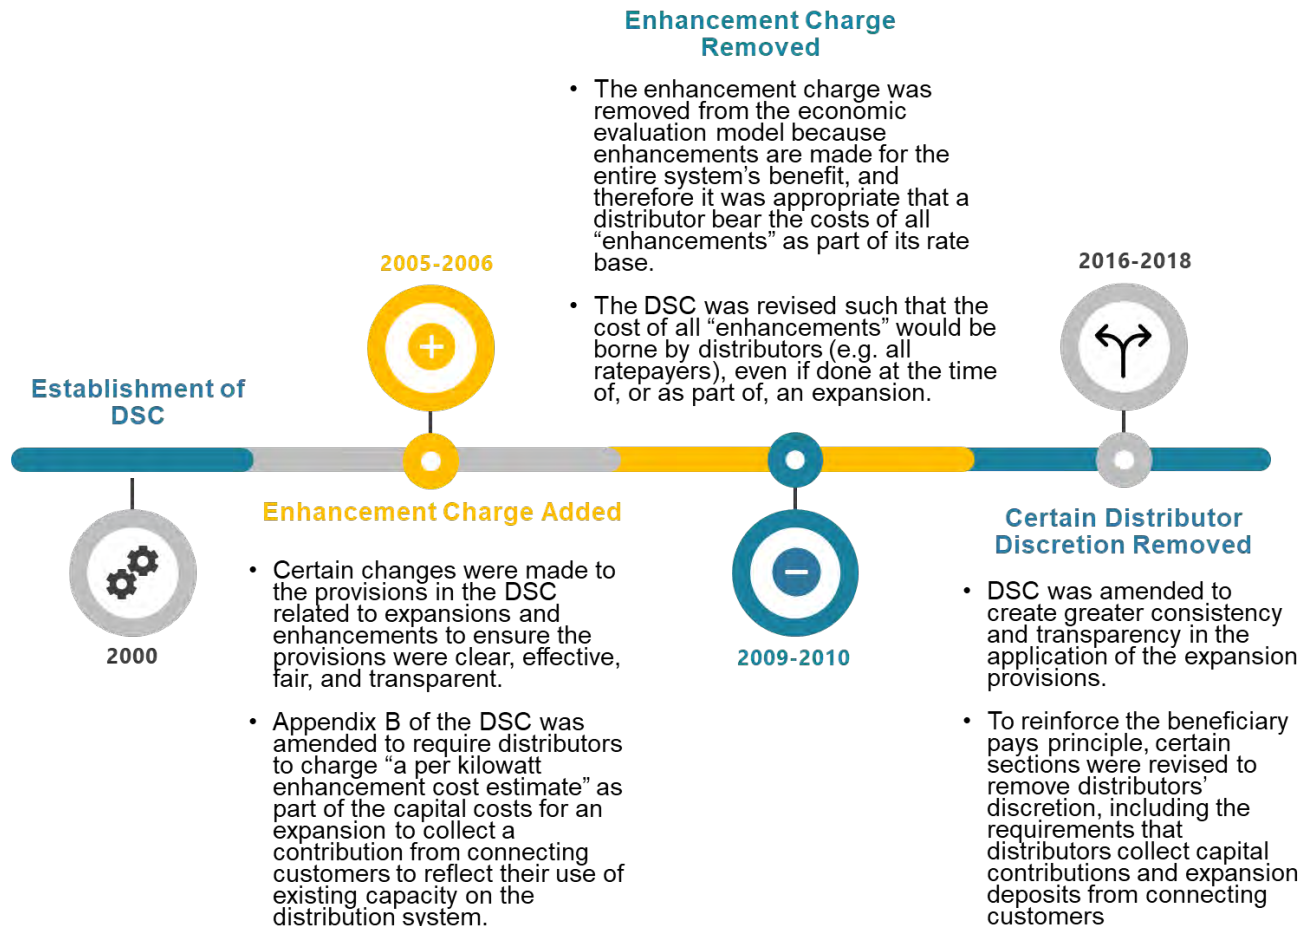 Establishment of
DSC
2000
2005-2006
Enhancement Charge Added
• Certain changes were made to
the provisions in the DSC
related to expansions and
enhancements to ensure the
provisions were clear, effective,
fair, and transparent.
• Appendix B of the DSC was
amended to require distributors
to charge “a per kilowatt
enhancement cost estimate” as
part of the capital costs for an
expansion to collect a
contribution from connecting
customers to reflect their use of
existing capacity on the
distribution system.
Enhancement Charge
Removed
• The enhancement charge was
removed from the economic
evaluation model because
enhancements are made for the
entire system’s benefit, and
therefore it was appropriate that a
distributor bear the costs of all
“enhancements” as part of its rate
base.
• The DSC was revised such that the
cost of all “enhancements” would be
borne by distributors (e.g. all
ratepayers), even if done at the time
of, or as part of, an expansion.
2009-2010
2016-2018
Certain Distributor
Discretion Removed
• DSC was amended to
create greater consistency
and transparency in the
application of the expansion
provisions.
• To reinforce the beneficiary
pays principle, certain
sections were revised to
remove distributors’
discretion, including the
requirements that
distributors collect capital
contributions and expansion
deposits from connecting
customers